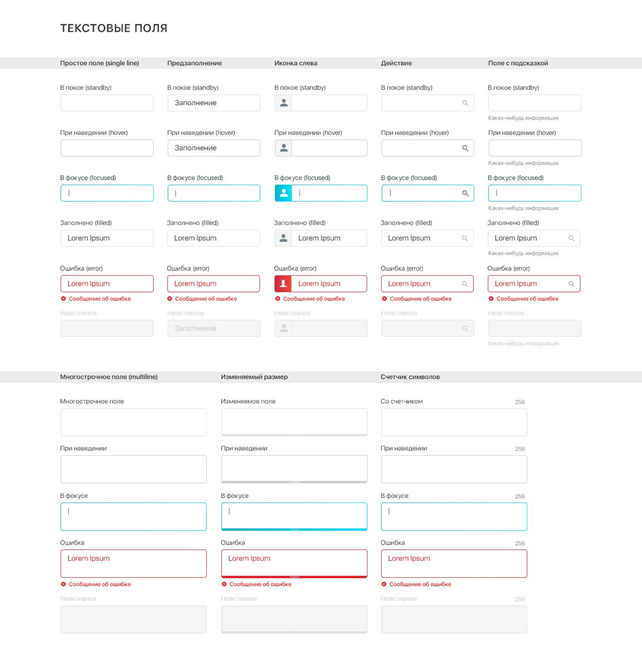 ТЕКСТОВЫЕ ПОЛЯ
Простое поле (single line) Предзаполнение Иконка слева Действие Поле с подсказкой
В покое (standby) В покое (standby) В покое (standby) В покое (standby) В покое (standby)
Заполнение
Какая-нибудь информация
При наведении (hover) При наведении (hover) При наведении (hover) При наведении (hover) При наведении (hover)
Заполнение
Какая-нибудь информация
В фокусе (focused) В фокусе (focused) В фокусе (focused) В фокусе (focused) В фокусе (focused)
Какая-нибудь информация
Заполнено (filled) Заполнено (filled) Заполнено (filled) Заполнено (filled) Заполнено (filled)
Lorem Ipsum Lorem Ipsum Lorem Ipsum Lorem Ipsum Lorem Ipsum
Какая-нибудь информация
Ошибка (error) Ошибка (error) Ошибка (error) Ошибка (error) Ошибка (error)
Lorem Ipsum Lorem Ipsum Lorem Ipsum Lorem Ipsum Lorem Ipsum
Сообщение об ошибке Сообщение об ошибке Сообщение об ошибке Сообщение об ошибке Сообщение об ошибке
Неактивное Неактивное Неактивное Неактивное Неактивное
Заполнение
Какая-нибудь информация
Многострочное поле (multiline) Изменяемый размер Счетчик символов
Многострочное поле Изменяемое поле Со счетчиком 256
При наведении При наведении При наведении 256
В фокусе В фокусе В фокусе 256
Ошибка Ошибка Ошибка 256
Lorem Ipsum Lorem Ipsum Lorem Ipsum
Сообщение об ошибке Сообщение об ошибке Сообщение об ошибке
Неактивное Неактивное Неактивное 256